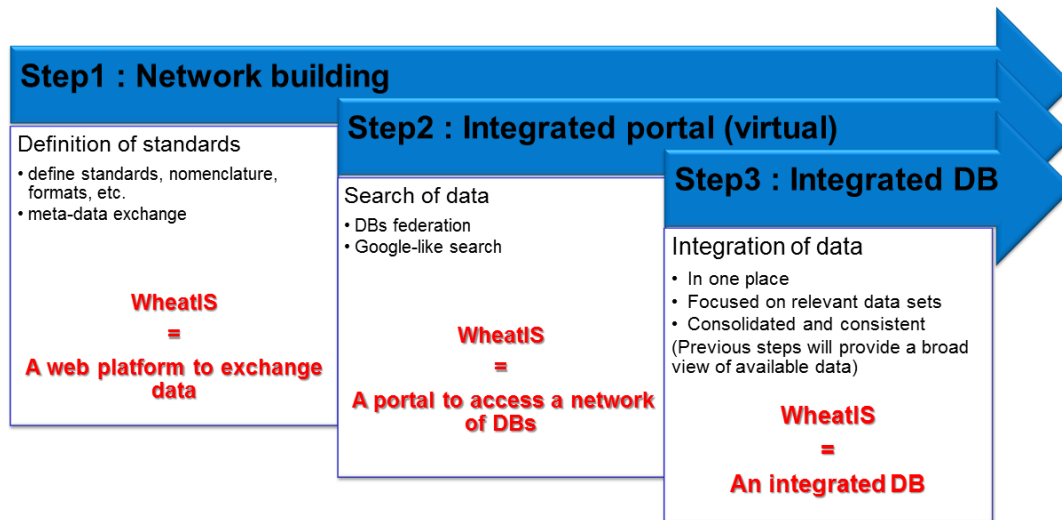 Step1 : Network building
Definition of standards
• define standards, nomenclature,
formats, etc.
• meta-data exchange
WheatIS
=
A web platform to exchange
data
Step2 : Integrated portal (virtual)
Search of data
• DBs federation
• Google-like search
WheatIS
=
A portal to access a network
of DBs
Step3 : Integrated DB
Integration of data
• In one place
• Focused on relevant data sets
• Consolidated and consistent
(Previous steps will provide a broad
view of available data)
WheatIS
=
An integrated DB